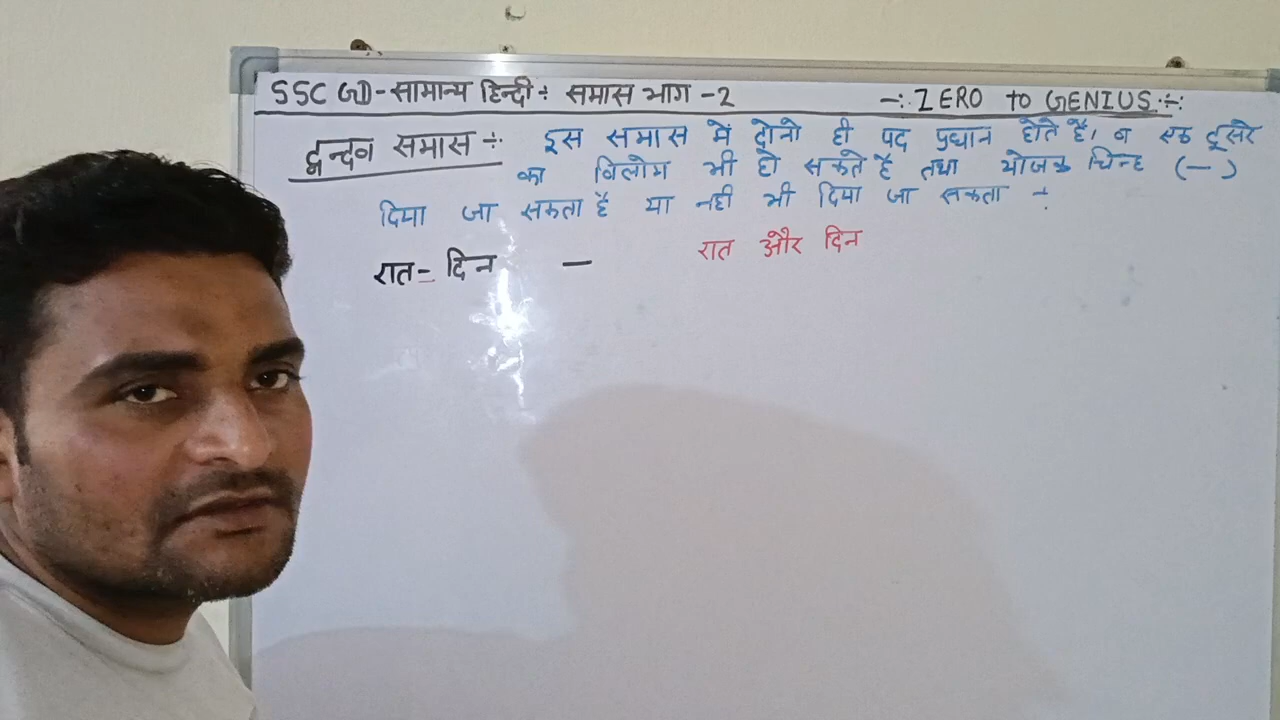 SSC GD-सामान्य हिन्दी÷ समास भाग -2 -:ZERO to GENIUS:-
द्वन्दव समास ÷ इस समास में दोनो ही पद प्रधान होते है, व एक दूसरे
का विलोम भी हो सकते है तथा योजक चिन्ह (-)
दिया जा सकता है या नही भी दिया जा सकता ÷
रात-दिन - रात और दिन